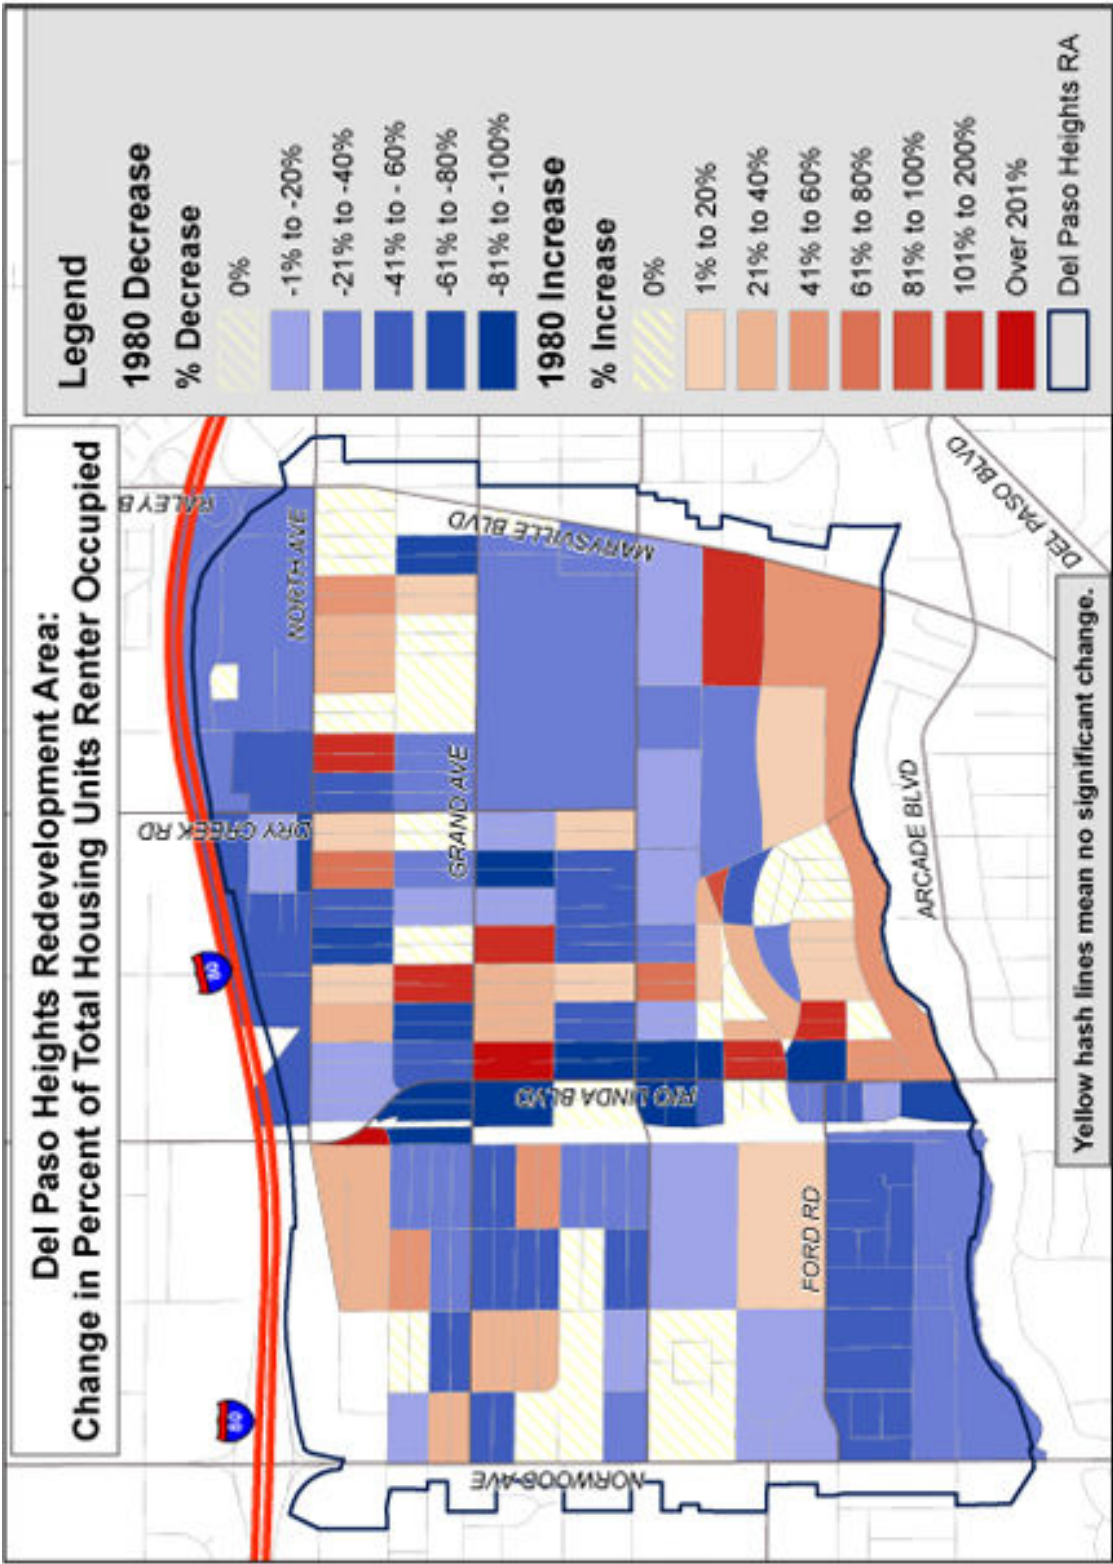 Del Paso Heights Redevelopment Area:
Change in Percent of Total Housing Units Renter Occupied
Legend
1980 Decrease
% Decrease
0%
-1% to -20%
-21% to -40%
-41% to - 60%
-61% to -80%
-81% to -100%
1980 Increase
% Increase
0%
1% to 20%
21% to 40%
41% to 60%
61% to 80%
81% to 100%
101% to 200%
Over 201%
Del Paso Heights RA
80
80
RALEY B
NORTH AVE
DRY CREEK RD
MARYSVILLE BLVD
GRAND AVE
RIO LINDA BLVD
NORWOOD AVE
FORD RD
ARCADE BLVD
DEL PASO BLVD
Yellow hash lines mean no significant change.